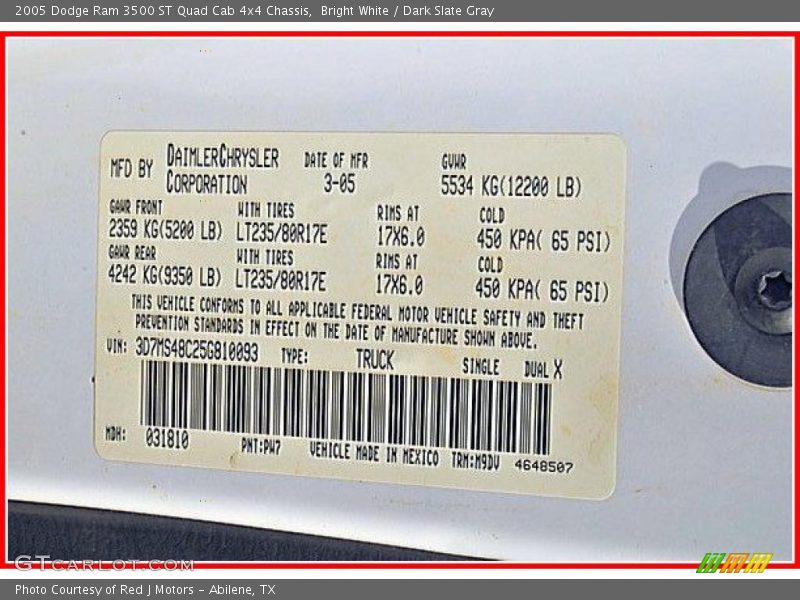 2005 Dodge Ram 3500 ST Quad Cab 4x4 Chassis,  Bright White / Dark Slate Gray
MFD BY DAIMLERCHRYSLER CORPORATION DATE OF MFR 3-05 GVWR 5534 KG(12200 LB)
GAWR FRONT WITH TIRES RIMS AT COLD
2359 KG(5200 LB) LT235/80R17E 17X6.0 450 KPA( 65 PSI)
GAWR REAR WITH TIRES RIMS AT COLD
4242 KG(9350 LB) LT235/80R17E 17X6.0 450 KPA( 65 PSI)
THIS VEHICLE CONFORMS TO ALL APPLICABLE FEDERAL MOTOR VEHICLE SAFETY AND THEFT
PREVENTION STANDARDS IN EFFECT ON THE DATE OF MANUFACTURE SHOWN ABOVE.
VIN: 3D7MS48C25G810093 TYPE: TRUCK SINGLE DUAL X
MDH: 031810 PNT:PW7 VEHICLE MADE IN MEXICO TRM:M9DV 4648507
GTcarlot.com
Photo Courtesy of Red J Motors - Abilene, TX